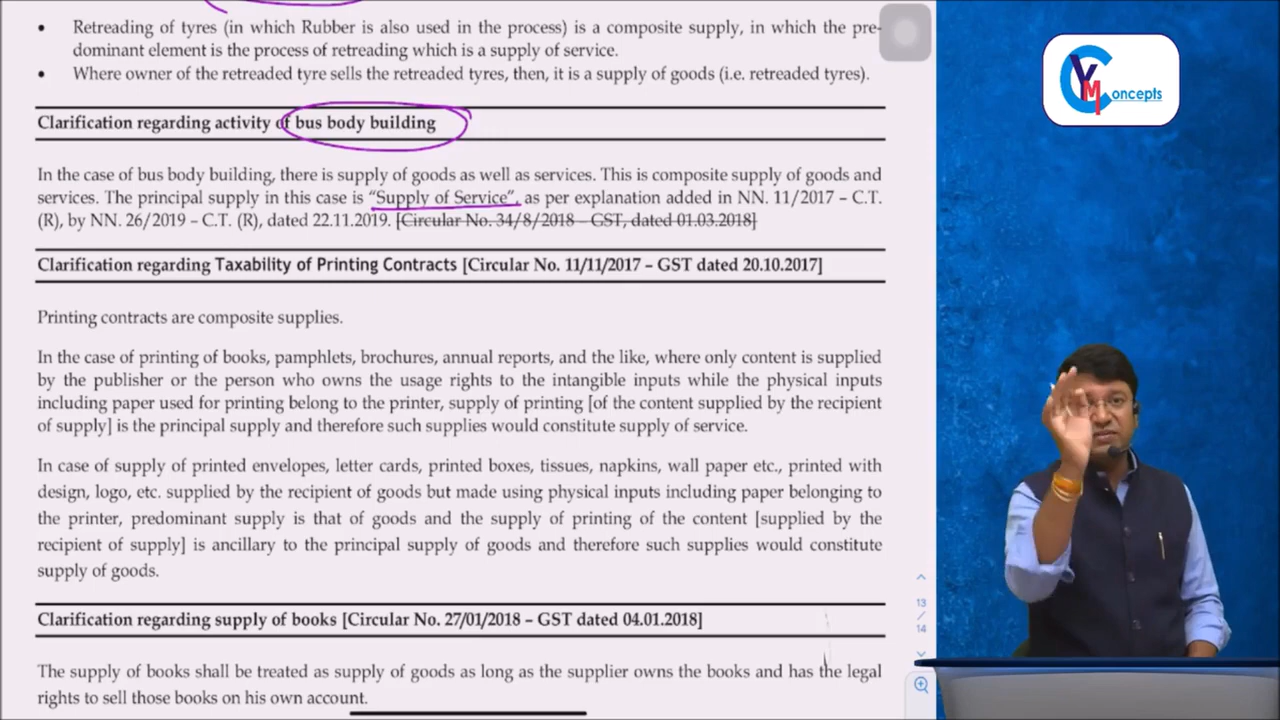 • Retreading of tyres (in which Rubber is also used in the process) is a composite supply, in which the pre-
dominant element is the process of retreading which is a supply of service.
• Where owner of the retreaded tyre sells the retreaded tyres, then, it is a supply of goods (i.e. retreaded tyres).
Clarification regarding activity of bus body building
In the case of bus body building, there is supply of goods as well as services. This is composite supply of goods and
services. The principal supply in this case is “Supply of Service”, as per explanation added in NN. 11/2017 – C.T.
(R), by NN. 26/2019 – C.T. (R), dated 22.11.2019. [Circular No. 34/8/2018 – GST, dated 01.03.2018]
Clarification regarding Taxability of Printing Contracts [Circular No. 11/11/2017 – GST dated 20.10.2017]
Printing contracts are composite supplies.
In the case of printing of books, pamphlets, brochures, annual reports, and the like, where only content is supplied
by the publisher or the person who owns the usage rights to the intangible inputs while the physical inputs
including paper used for printing belong to the printer, supply of printing [of the content supplied by the recipient
of supply] is the principal supply and therefore such supplies would constitute supply of service.
In case of supply of printed envelopes, letter cards, printed boxes, tissues, napkins, wall paper etc., printed with
design, logo, etc. supplied by the recipient of goods but made using physical inputs including paper belonging to
the printer, predominant supply is that of goods and the supply of printing of the content [supplied by the
recipient of supply] is ancillary to the principal supply of goods and therefore such supplies would constitute
supply of goods.
Clarification regarding supply of books [Circular No. 27/01/2018 – GST dated 04.01.2018]
The supply of books shall be treated as supply of goods as long as the supplier owns the books and has the legal
rights to sell those books on his own account.
13
/
14
CYM
oncepts